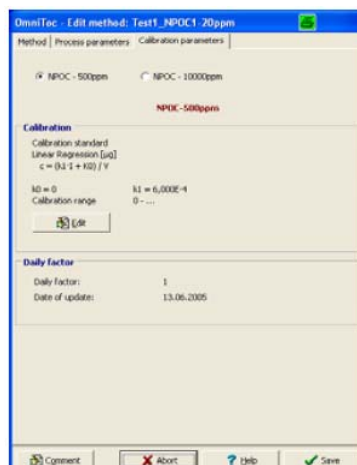 OmniToc - Edit method: Test1_NPOC1-20ppm
Method Process parameters Calibration parameters
NPOC - 500ppm NPOC - 10000ppm
NPOC-500ppm
Calibration
Calibration standard
Linear Regression [µg]
c = (k1*I + K0) / V
k0 = 0 k1 = 6,000E-4
Calibration range 0 - ...
Edit
Daily factor
Daily factor: 1
Date of update: 13.06.2005
Comment Abort Help Save